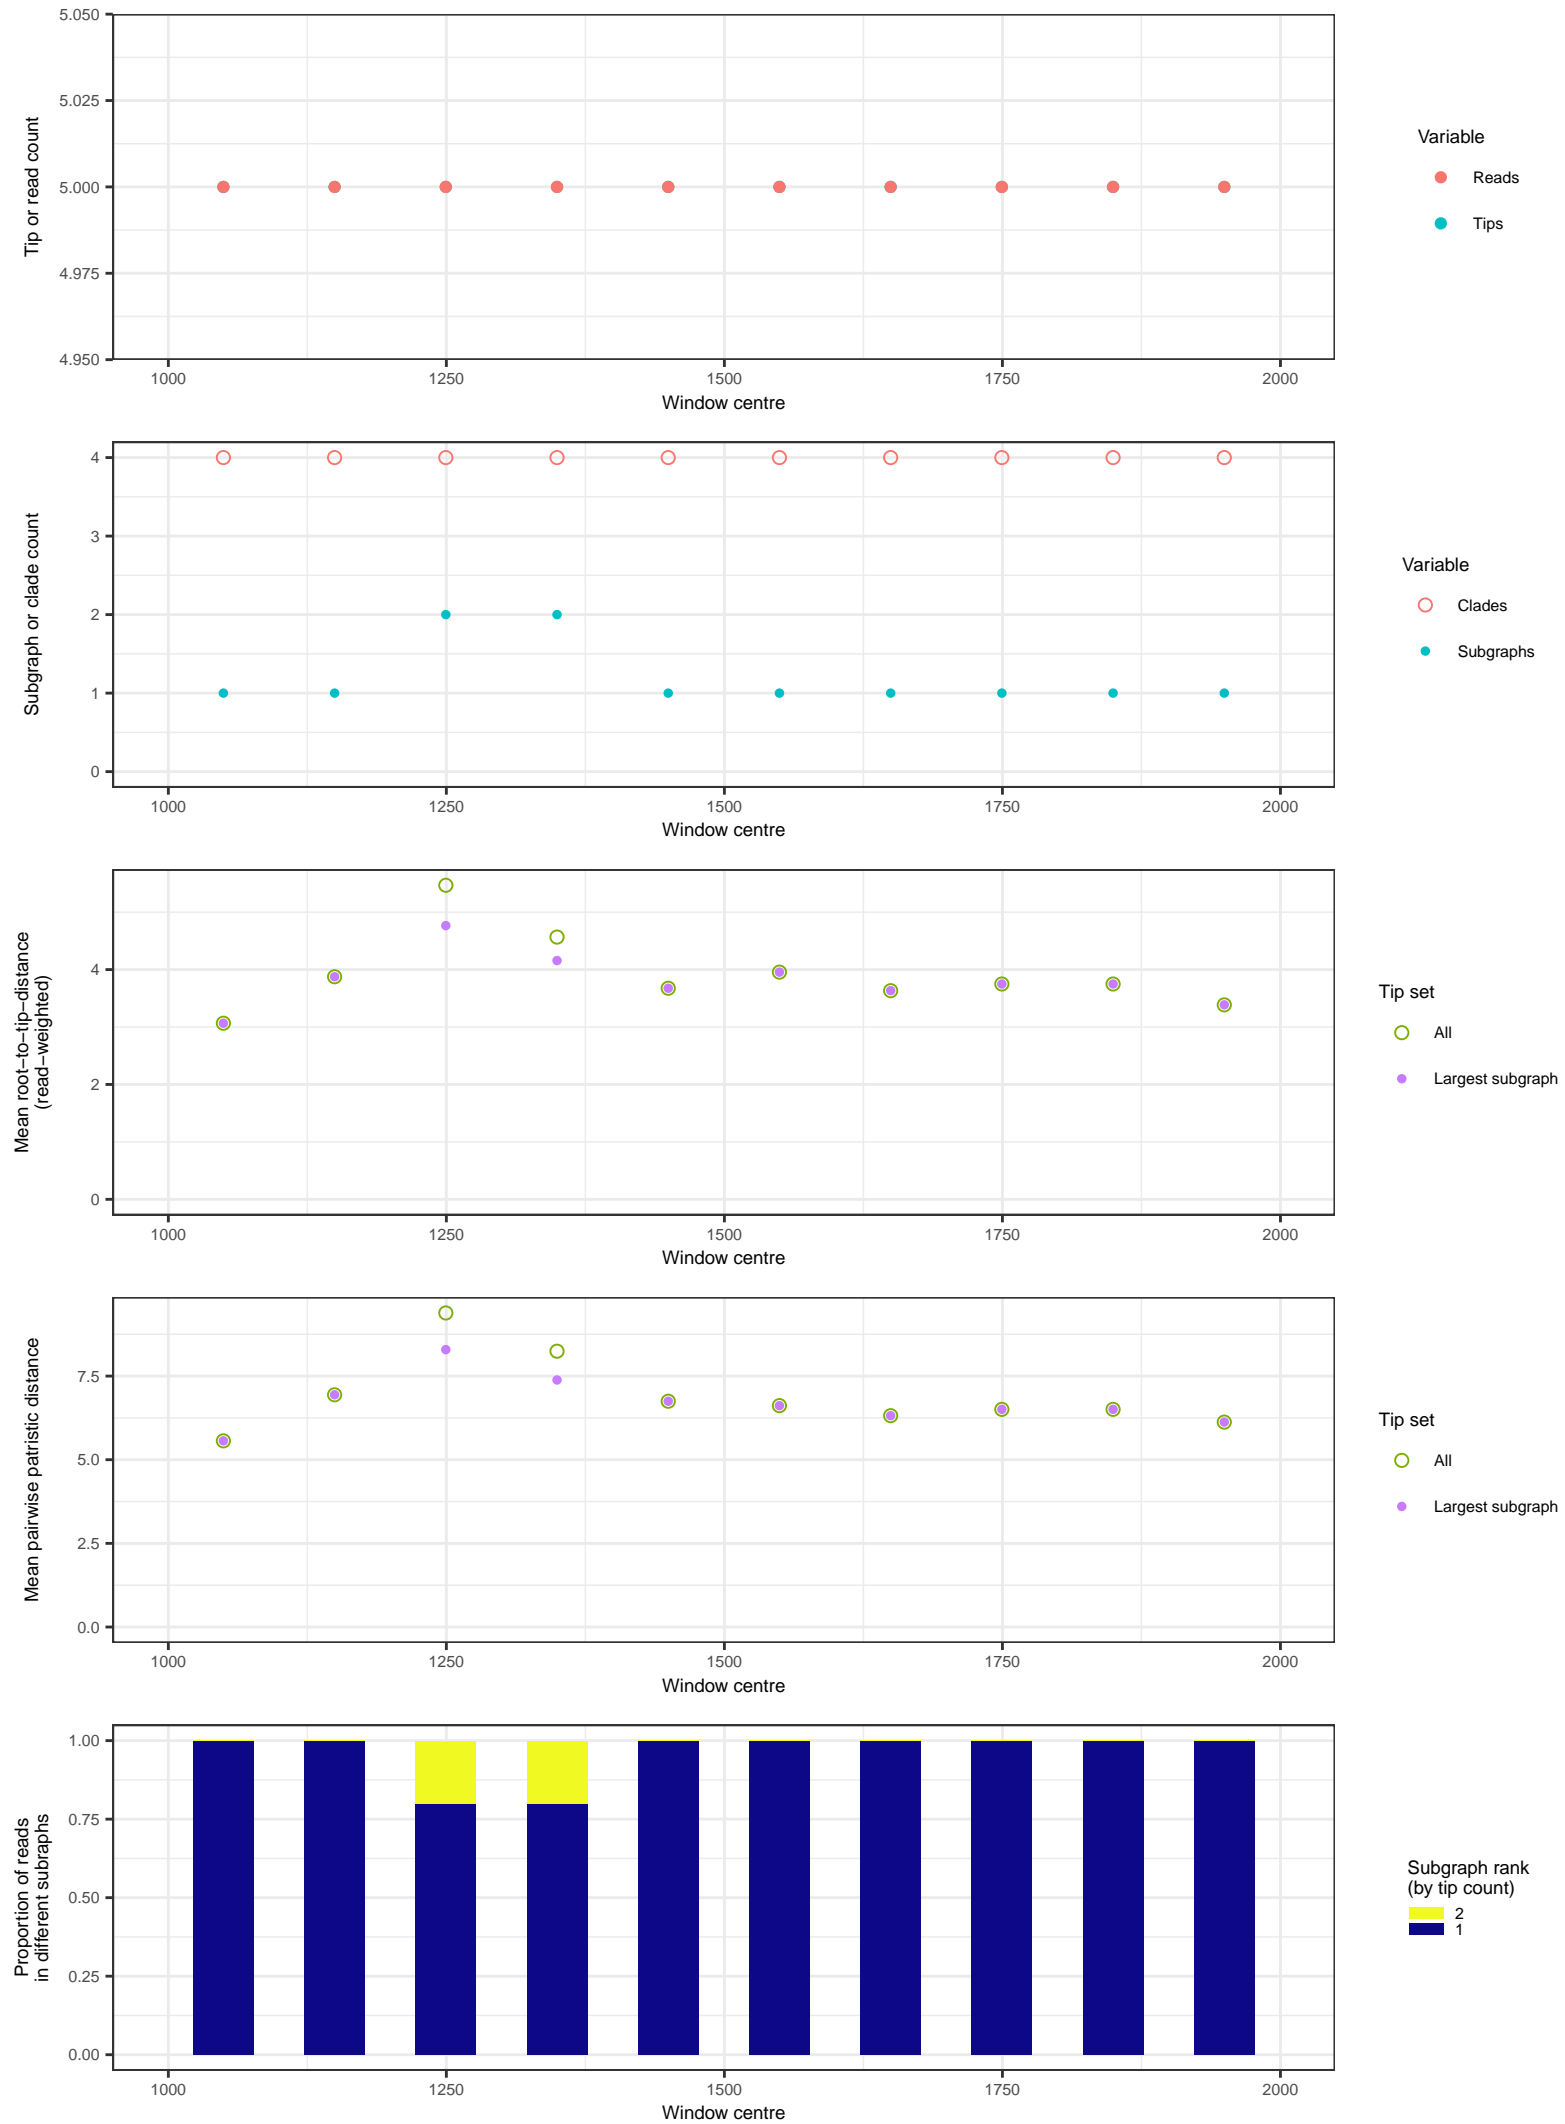 5.050
5.025
5.000
4.975
4.950
Tip or read count
1000 1250 1500 1750 2000
Window centre
Variable
Reads
Tips
4
3
2
1
0
Subgraph or clade count
1000 1250 1500 1750 2000
Window centre
Variable
Clades
Subgraphs
4
2
0
Mean root−to−tip−distance
(read−weighted)
1000 1250 1500 1750 2000
Window centre
Tip set
All
Largest subgraph
7.5
5.0
2.5
0.0
Mean pairwise patristic distance
1000 1250 1500 1750 2000
Window centre
Tip set
All
Largest subgraph
1.00
0.75
0.50
0.25
0.00
Proportion of reads
in different subraphs
1000 1250 1500 1750 2000
Window centre
Subgraph rank
(by tip count)
2
1